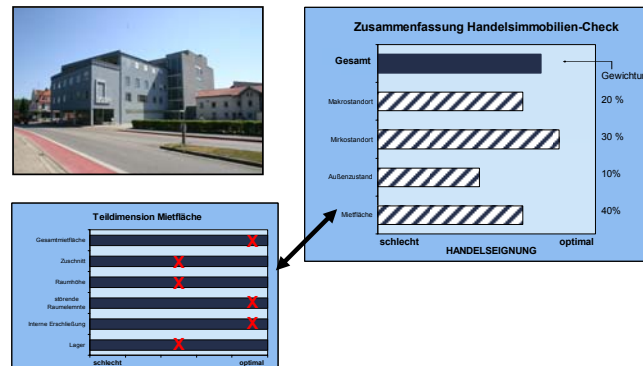 Zusammenfassung Handelsimmobilien-Check
Gesamt
Gewichtun
Makrostandort
20 %
Mirkostandort
30 %
Außenzustand
10%
Mietfläche
40%
schlecht
optimal
HANDELSEIGNUNG
Teildimension Mietfläche
Gesamtmietfläche
X
Zuschnitt
X
Raumhöhe
X
störende
Raumelemnte
X
Interne Erschließung
X
Lager
X
schlecht
optimal